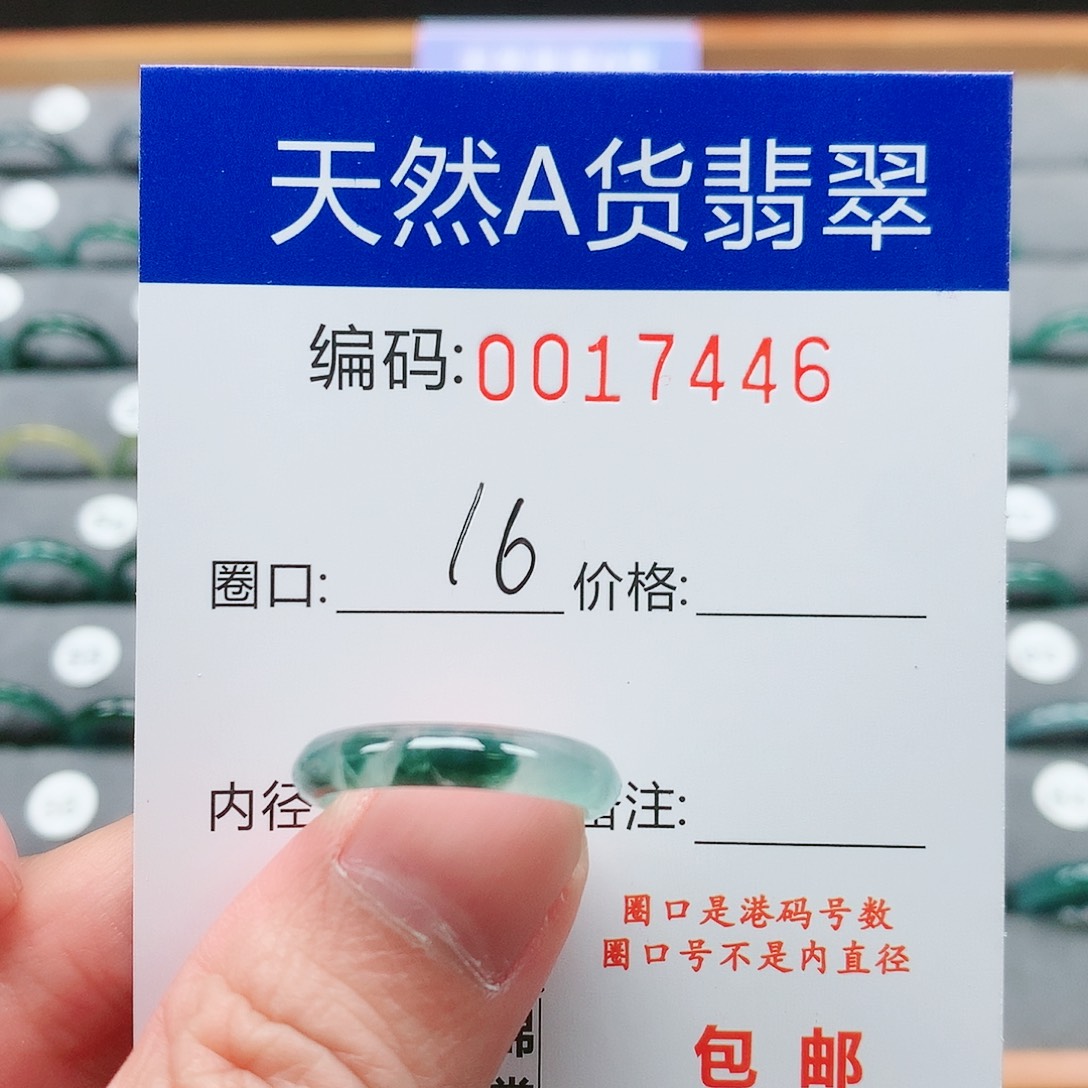 天然A货翡翠
编码:0017446
圈口: 16 价格:
内径 备注:
圈口是港码号数
圈口号不是内直径
包邮